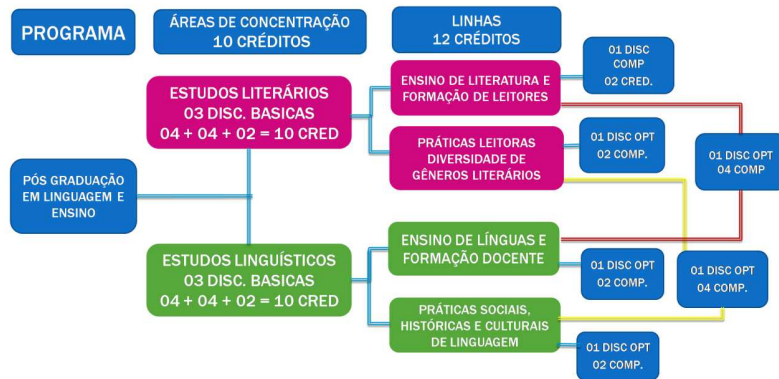 PROGRAMA
ÁREAS DE CONCENTRAÇÃO
10 CRÉDITOS
LINHAS
12 CRÉDITOS
PÓS GRADUAÇÃO
EM LINGUAGEM E
ENSINO
ESTUDOS LITERÁRIOS
03 DISC. BASICAS
04 + 04 + 02 = 10 CRED
ENSINO DE LITERATURA E
FORMAÇÃO DE LEITORES
01 DISC
COMP
02 CRED.
PRÁTICAS LEITORAS
DIVERSIDADE DE
GÊNEROS LITERÁRIOS
01 DISC OPT
02 COMP.
01 DISC OPT
04 COMP
ESTUDOS LINGUÍSTICOS
03 DISC. BASICAS
04 + 04 + 02 = 10 CRED
ENSINO DE LÍNGUAS E
FORMAÇÃO DOCENTE
01 DISC OPT
02 COMP.
01 DISC OPT
04 COMP.
PRÁTICAS SOCIAIS,
HISTÓRICAS E CULTURAIS
DE LINGUAGEM
01 DISC OPT
02 COMP.